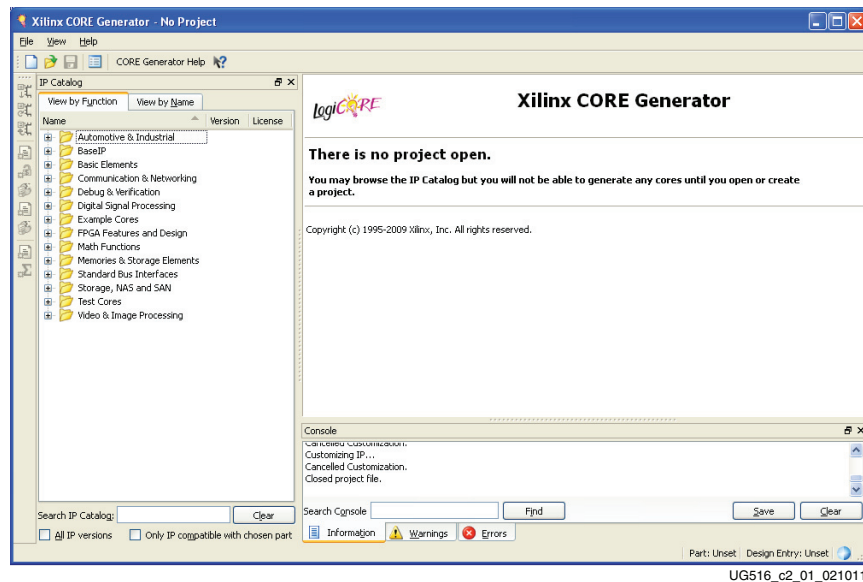 Xilinx CORE Generator - No Project
File View Help
CORE Generator Help
IP Catalog
View by Function View by Name
Name Version License
Automotive & Industrial
BaseIP
Basic Elements
Communication & Networking
Debug & Verification
Digital Signal Processing
Example Cores
FPGA Features and Design
Math Functions
Memories & Storage Elements
Standard Bus Interfaces
Storage, NAS and SAN
Test Cores
Video & Image Processing
Search IP Catalog: Clear
All IP versions Only IP compatible with chosen part
LogiCORE
Xilinx CORE Generator
There is no project open.
You may browse the IP Catalog but you will not be able to generate any cores until you open or create
a project.
Copyright (c) 1995-2009 Xilinx, Inc. All rights reserved.
Console
Cancelled Customization.
Customizing IP...
Cancelled Customization.
Closed project file.
Search Console Find Save Clear
Information Warnings Errors
Part: Unset Design Entry: Unset
UG516_c2_01_021011